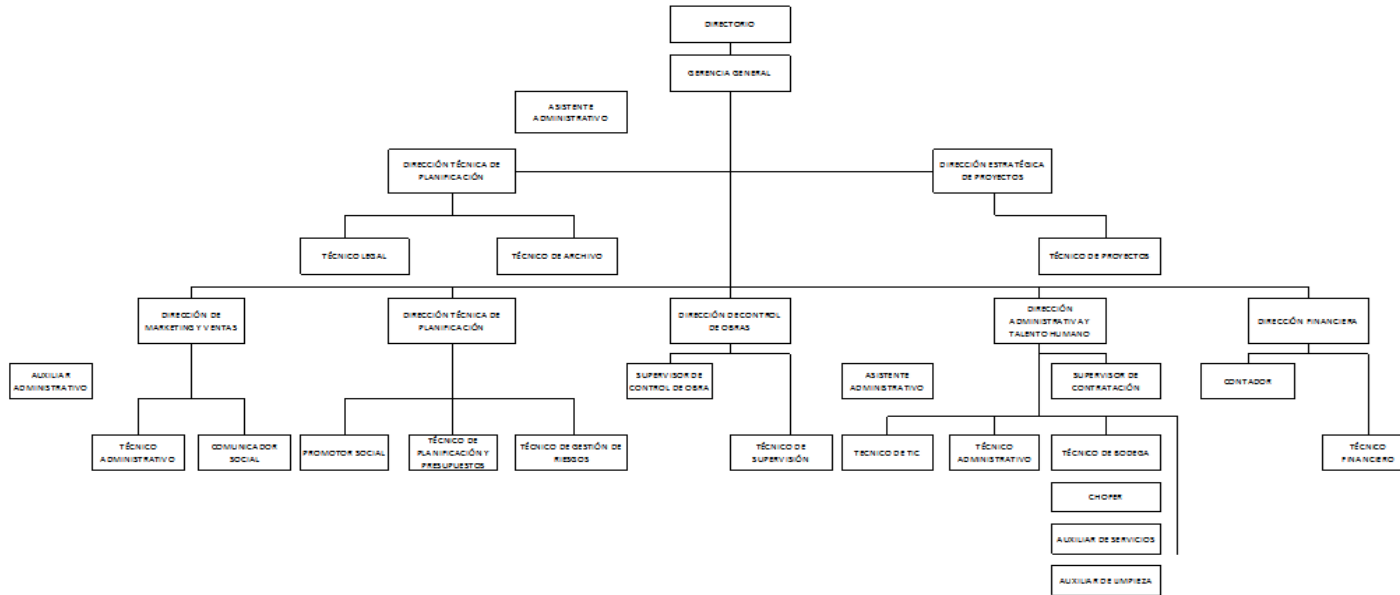 DIRECTORIO
GERENCIA GENERAL
ASISTENTE
ADMINISTRATIVO
DIRECCIÓN TÉCNICA DE
PLANIFICACIÓN
DIRECCIÓN ESTRATÉGICA
DE PROYECTOS
TÉCNICO LEGAL
TÉCNICO DE ARCHIVO
TÉCNICO DE PROYECTOS
DIRECCIÓN DE
MARKETING Y VENTAS
DIRECCIÓN TÉCNICA DE
PLANIFICACIÓN
DIRECCIÓN DE CONTROL
DE OBRAS
DIRECCIÓN
ADMINISTRATIVA Y
TALENTO HUMANO
DIRECCIÓN FINANCIERA
AUXILIAR
ADMINISTRATIVO
SUPERVISOR DE
CONTROL DE OBRA
ASISTENTE
ADMINISTRATIVO
SUPERVISOR DE
CONTRATACIÓN
CONTADOR
TÉCNICO
ADMINISTRATIVO
COMUNICADOR
SOCIAL
PROMOTOR SOCIAL
TÉCNICO DE
PLANIFICACIÓN Y
PRESUPUESTOS
TÉCNICO DE GESTIÓN DE
RIESGOS
TÉCNICO DE
SUPERVISIÓN
TECNICO DE TIC
TÉCNICO
ADMINISTRATIVO
TÉCNICO DE BODEGA
TÉCNICO
FINANCIERO
CHOFER
AUXILIAR DE SERVICIOS
AUXILIAR DE LIMPIEZA